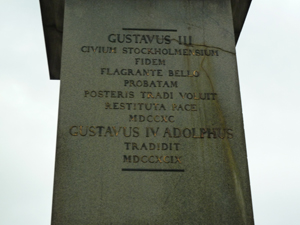 GUSTAVUS III
CIVIUM STOCKHOLMENSIUM
FIDEM
FLAGRANTE BELLO
PROBATAM
POSTERIS TRADI VOLUIT
RESTITUTA PACE
MDCCXC
GUSTAVUS IV ADOLPHUS
TRADIDIT
MDCCXCIX